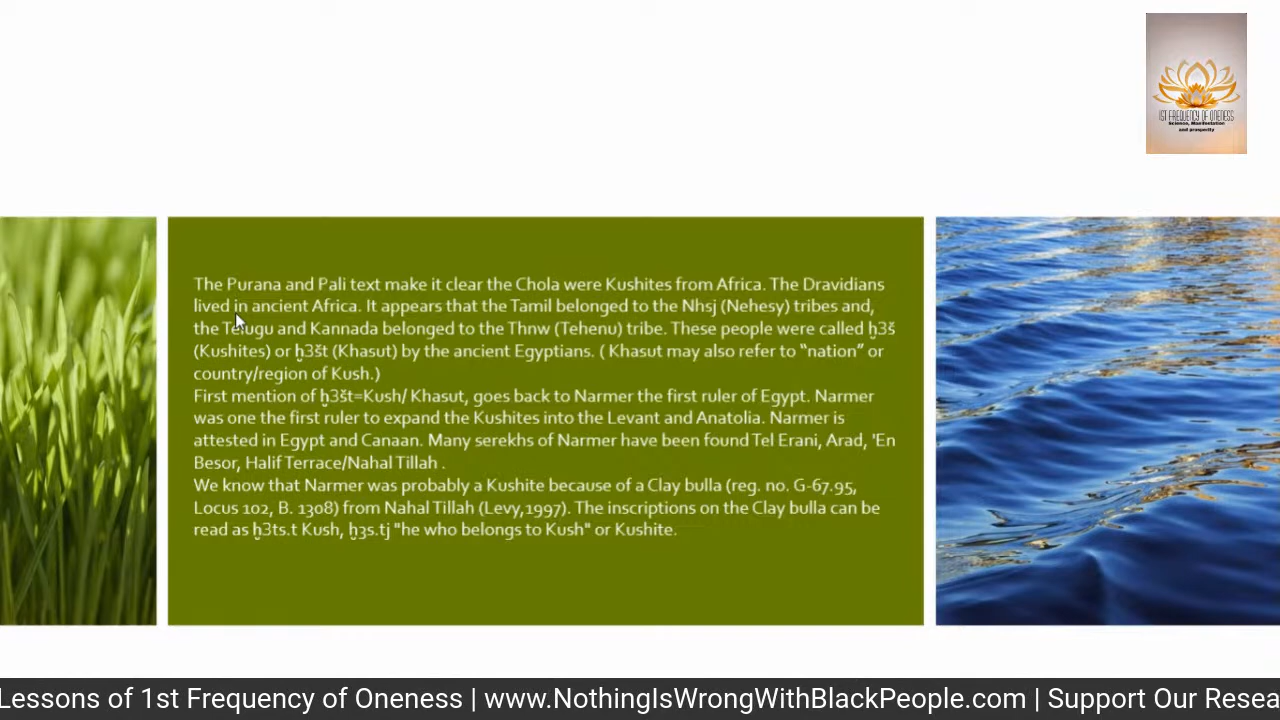 1ST FREQUENCY OF ONENESS
Science, Manifestation
and prosperity
The Purana and Pali text make it clear the Chola were Kushites from Africa. The Dravidians
lived in ancient Africa. It appears that the Tamil belonged to the Nhsj (Nehesy) tribes and,
the Telugu and Kannada belonged to the Thnw (Tehenu) tribe. These people were called ḫ3š
(Kushites) or ḫ3št (Khasut) by the ancient Egyptians. ( Khasut may also refer to “nation” or
country/region of Kush.)
First mention of ḫ3št=Kush/ Khasut, goes back to Narmer the first ruler of Egypt. Narmer
was one the first ruler to expand the Kushites into the Levant and Anatolia. Narmer is
attested in Egypt and Canaan. Many serekhs of Narmer have been found Tel Erani, Arad, 'En
Besor, Halif Terrace/Nahal Tillah .
We know that Narmer was probably a Kushite because of a Clay bulla (reg. no. G-67.95,
Locus 102, B. 1308) from Nahal Tillah (Levy,1997). The inscriptions on the Clay bulla can be
read as ḫ3ts.t Kush, ḫ3s.tj "he who belongs to Kush" or Kushite.
Lessons of 1st Frequency of Oneness | www.NothingIsWrongWithBlackPeople.com | Support Our Resea